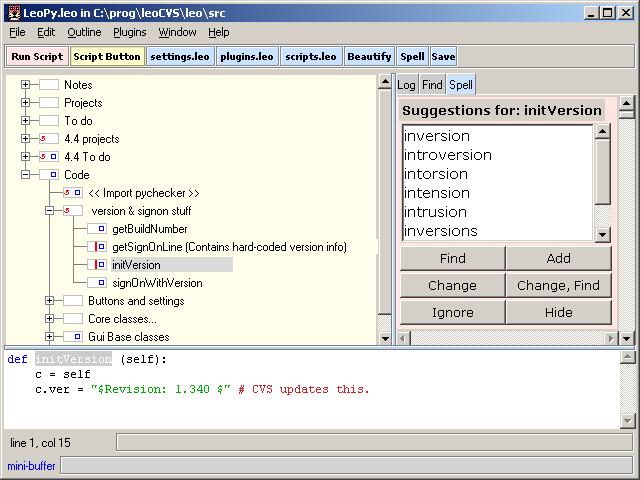 LeoPy.leo in C:\prog\leoCVS\leo\src
File Edit Outline Plugins Window Help
Run Script Script Button settings.leo plugins.leo scripts.leo Beautify Spell Save
Notes
Projects
To do
4.4 projects
4.4 To do
Code
<< Import pychecker >>
version & signon stuff
getBuildNumber
getSignOnLine (Contains hard-coded version info)
initVersion
signOnWithVersion
Buttons and settings
Core classes...
Gui Base classes
Log Find Spell
Suggestions for: initVersion
inversion
introversion
intorsion
intension
intrusion
inversions
Find Add
Change Change, Find
Ignore Hide
def initVersion (self):
c = self
c.ver = "$Revision: 1.340 $" # CVS updates this.
line 1, col 15
mini-buffer